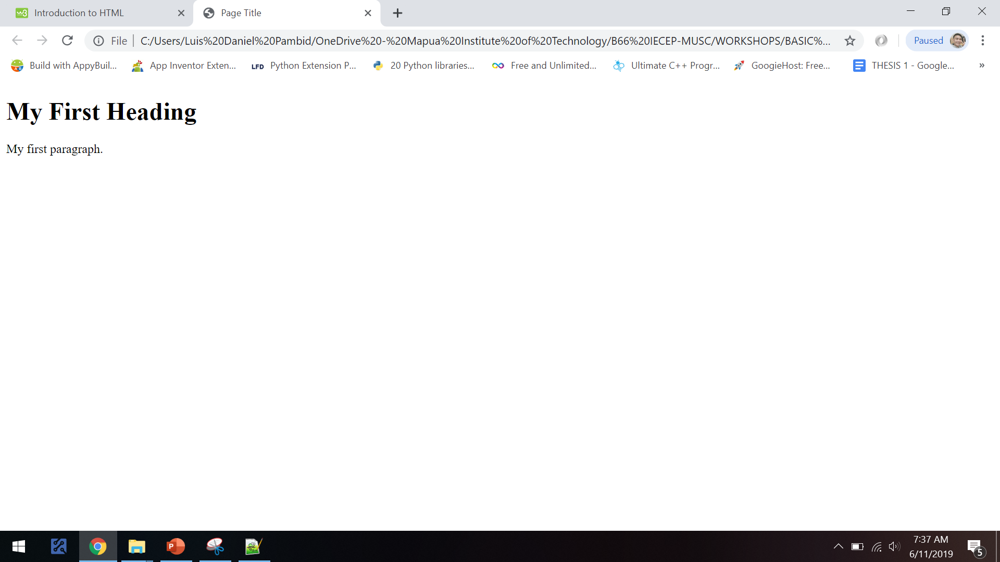 Introduction to HTML
Page Title
File
C:/Users/Luis%20Daniel%20Pambid/OneDrive%20-%20Mapua%20Institute%20of%20Technology/B66%20IECEP-MUSC/WORKSHOPS/BASIC%...
Paused
Build with AppyBuil...
App Inventor Exten...
LFD Python Extension P...
20 Python libraries...
Free and Unlimited...
Ultimate C++ Progr...
GoogieHost: Free...
THESIS 1 - Google...
»
My First Heading
My first paragraph.
7:37 AM
6/11/2019
5